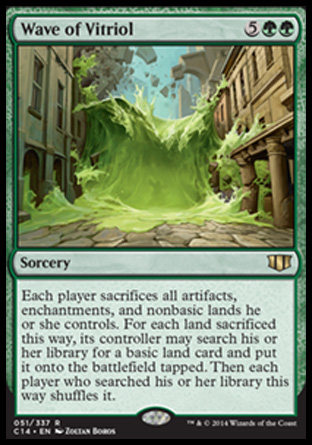 Wave of Vitriol 5
Sorcery
Each player sacrifices all artifacts,
enchantments, and nonbasic lands he
or she controls. For each land sacrificed
this way, its controller may search his or
her library for a basic land card and put
it onto the battlefield tapped. Then each
player who searched his or her library this
way shuffles it.
051/337 R
C14 • EN Zoltan Boros ™ & © 2014 Wizards of the Coast